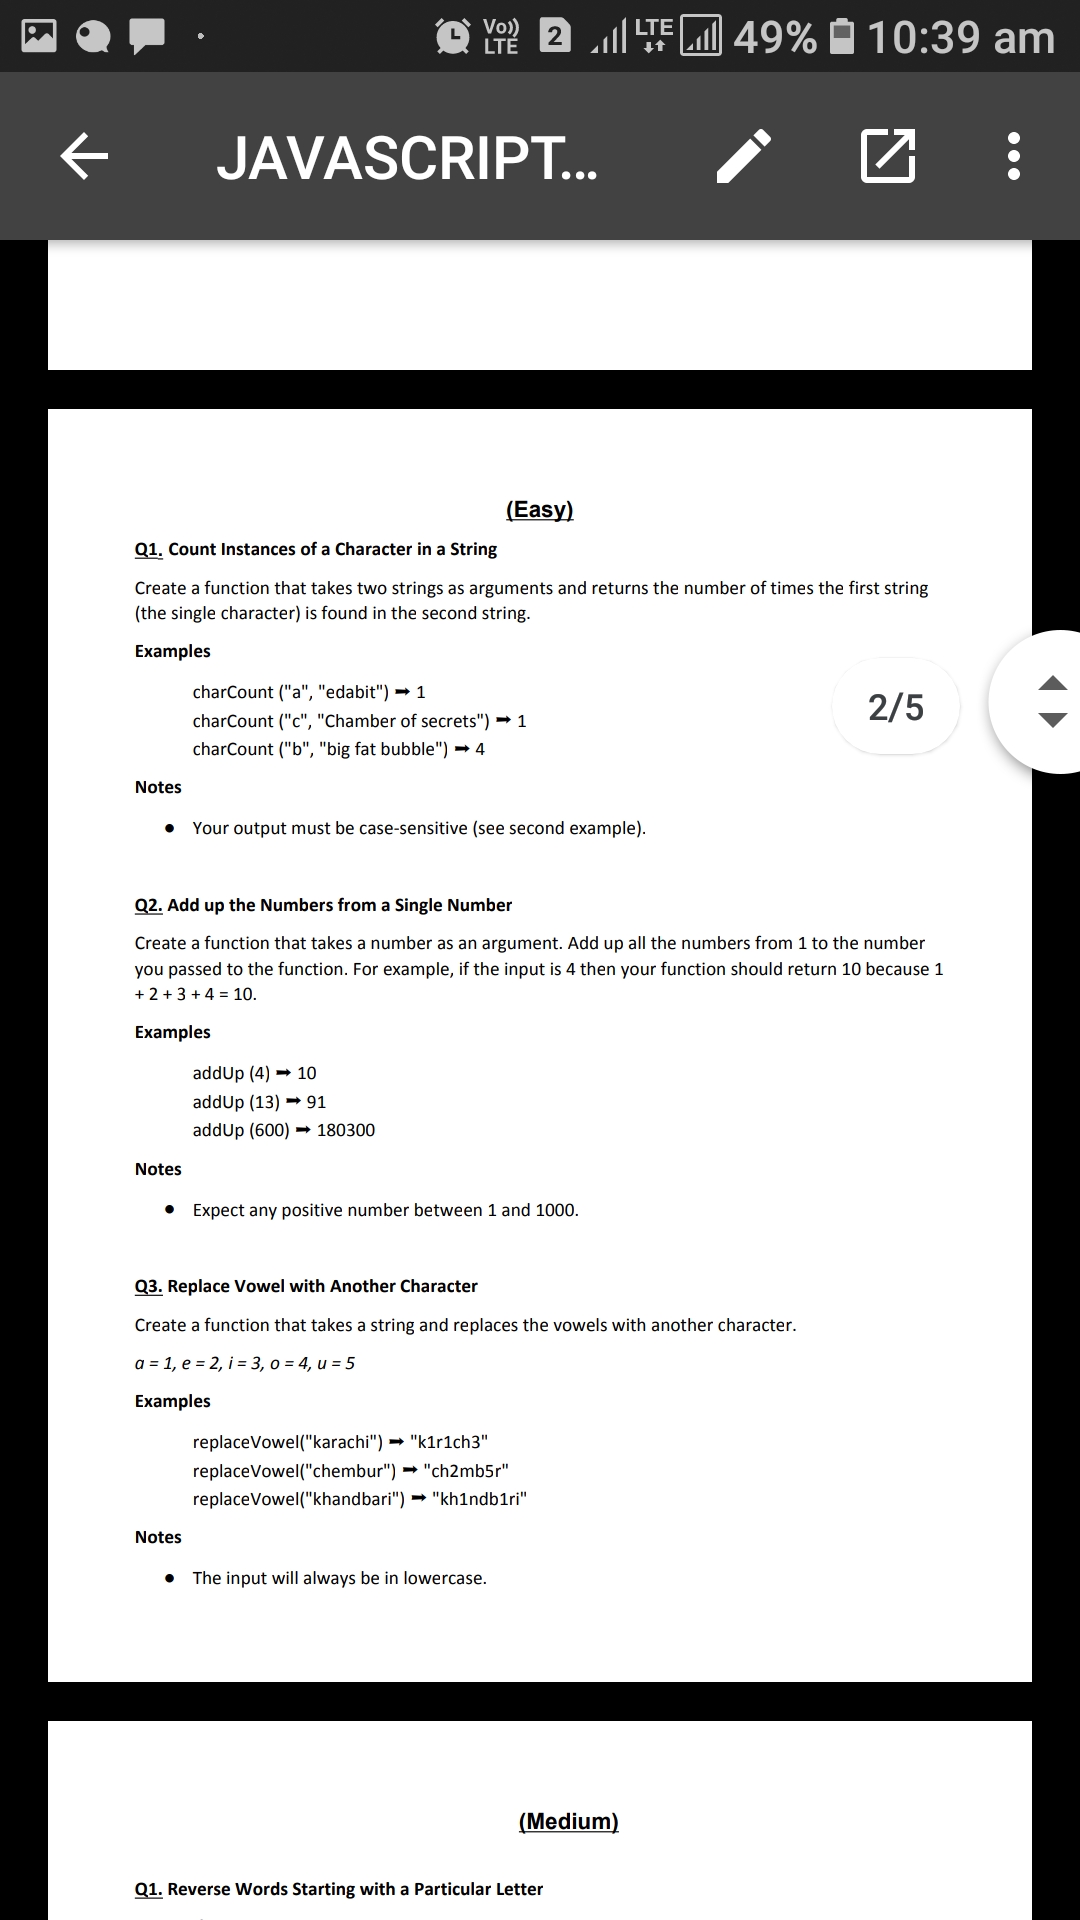 Vo)) LTE 2 LTE 49% 10:39 am
JAVASCRIPT...
(Easy)
Q1. Count Instances of a Character in a String
Create a function that takes two strings as arguments and returns the number of times the first string
(the single character) is found in the second string.
Examples
charCount ("a", "edabit") ➡ 1
charCount ("c", "Chamber of secrets") ➡ 1
charCount ("b", "big fat bubble") ➡ 4
2/5
Notes
● Your output must be case-sensitive (see second example).
Q2. Add up the Numbers from a Single Number
Create a function that takes a number as an argument. Add up all the numbers from 1 to the number
you passed to the function. For example, if the input is 4 then your function should return 10 because 1
+ 2 + 3 + 4 = 10.
Examples
addUp (4) ➡ 10
addUp (13) ➡ 91
addUp (600) ➡ 180300
Notes
● Expect any positive number between 1 and 1000.
Q3. Replace Vowel with Another Character
Create a function that takes a string and replaces the vowels with another character.
a = 1, e = 2, i = 3, o = 4, u = 5
Examples
replaceVowel("karachi") ➡ "k1r1ch3"
replaceVowel("chembur") ➡ "ch2mb5r"
replaceVowel("khandbari") ➡ "kh1ndb1ri"
Notes
● The input will always be in lowercase.
(Medium)
Q1. Reverse Words Starting with a Particular Letter